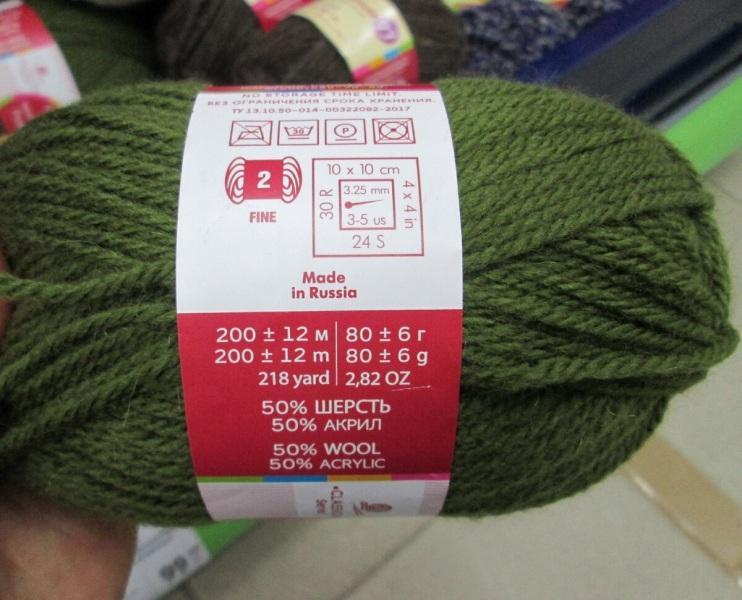 NO STORAGE TIME LIMIT.
БЕЗ ОГРАНИЧЕНИЯ СРОКА ХРАНЕНИЯ.
ТУ 13.10.50-014-00322092-2017
30
P
2
FINE
10 x 10 cm
30 R
3.25 mm
3-5 us
4 x 4 in
24 S
Made
in Russia
200 ± 12 м 80 ± 6 г
200 ± 12 m 80 ± 6 g
218 yard 2,82 OZ
50% ШЕРСТЬ
50% АКРИЛ
50% WOOL
50% ACRYLIC
99